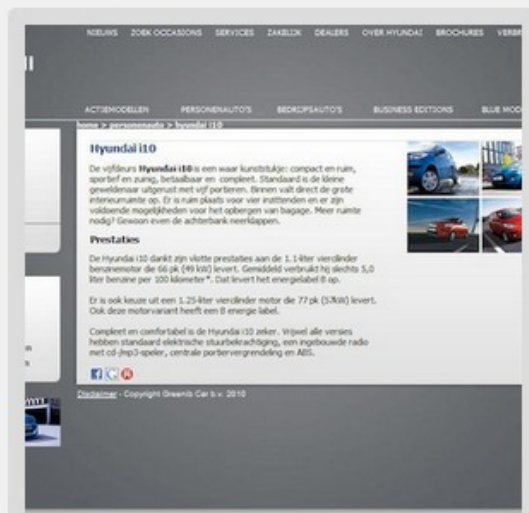 NIEUWS ZOEK OCCASIONS SERVICES ZAKELIJK DEALERS OVER HYUNDAI BROCHURES VERBR
ACTIEMODELLEN PERSONENAUTO'S BEDRIJFSAUTO'S BUSINESS EDITIONS BLUE MOD
home > personenauto > hyundai i10
Hyundai i10
De vijfdeurs Hyundai i10 is een waar kunststukje: compact en ruim,
sportief en zuinig, betaalbaar en compleet. Standaard is de kleine
geweldenaar uitgerust met vijf portieren. Binnen valt direct de grote
interieurruimte op. Er is ruim plaats voor vier inzittenden en er zijn
voldoende mogelijkheden voor het opbergen van bagage. Meer ruimte
nodig? Gewoon even de achterbank neerklappen.
Prestaties
De Hyundai i10 dankt zijn vlotte prestaties aan de 1.1-liter viercilinder
benzinemotor die 66 pk (49 kW) levert. Gemiddeld verbruikt hij slechts 5,0
liter benzine per 100 kilometer*. Dat levert het energielabel B op.
Er is ook keuze uit een 1.25-liter viercilinder motor die 77 pk (57kW) levert.
Ook deze motorvariant heeft een B energie label.
Compleet en comfortabel is de Hyundai i10 zeker. Vrijwel alle versies
hebben standaard elektrische stuurbekrachtiging, een ingebouwde radio
met cd-/mp3-speler, centrale portiervergrendeling en ABS.
Disclaimer - Copyright Greenib Car b.v. 2010